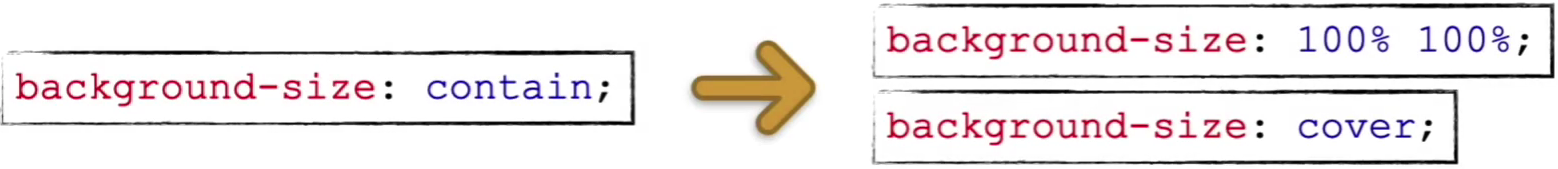 background-size: contain;
background-size: 100% 100%;
background-size: cover;